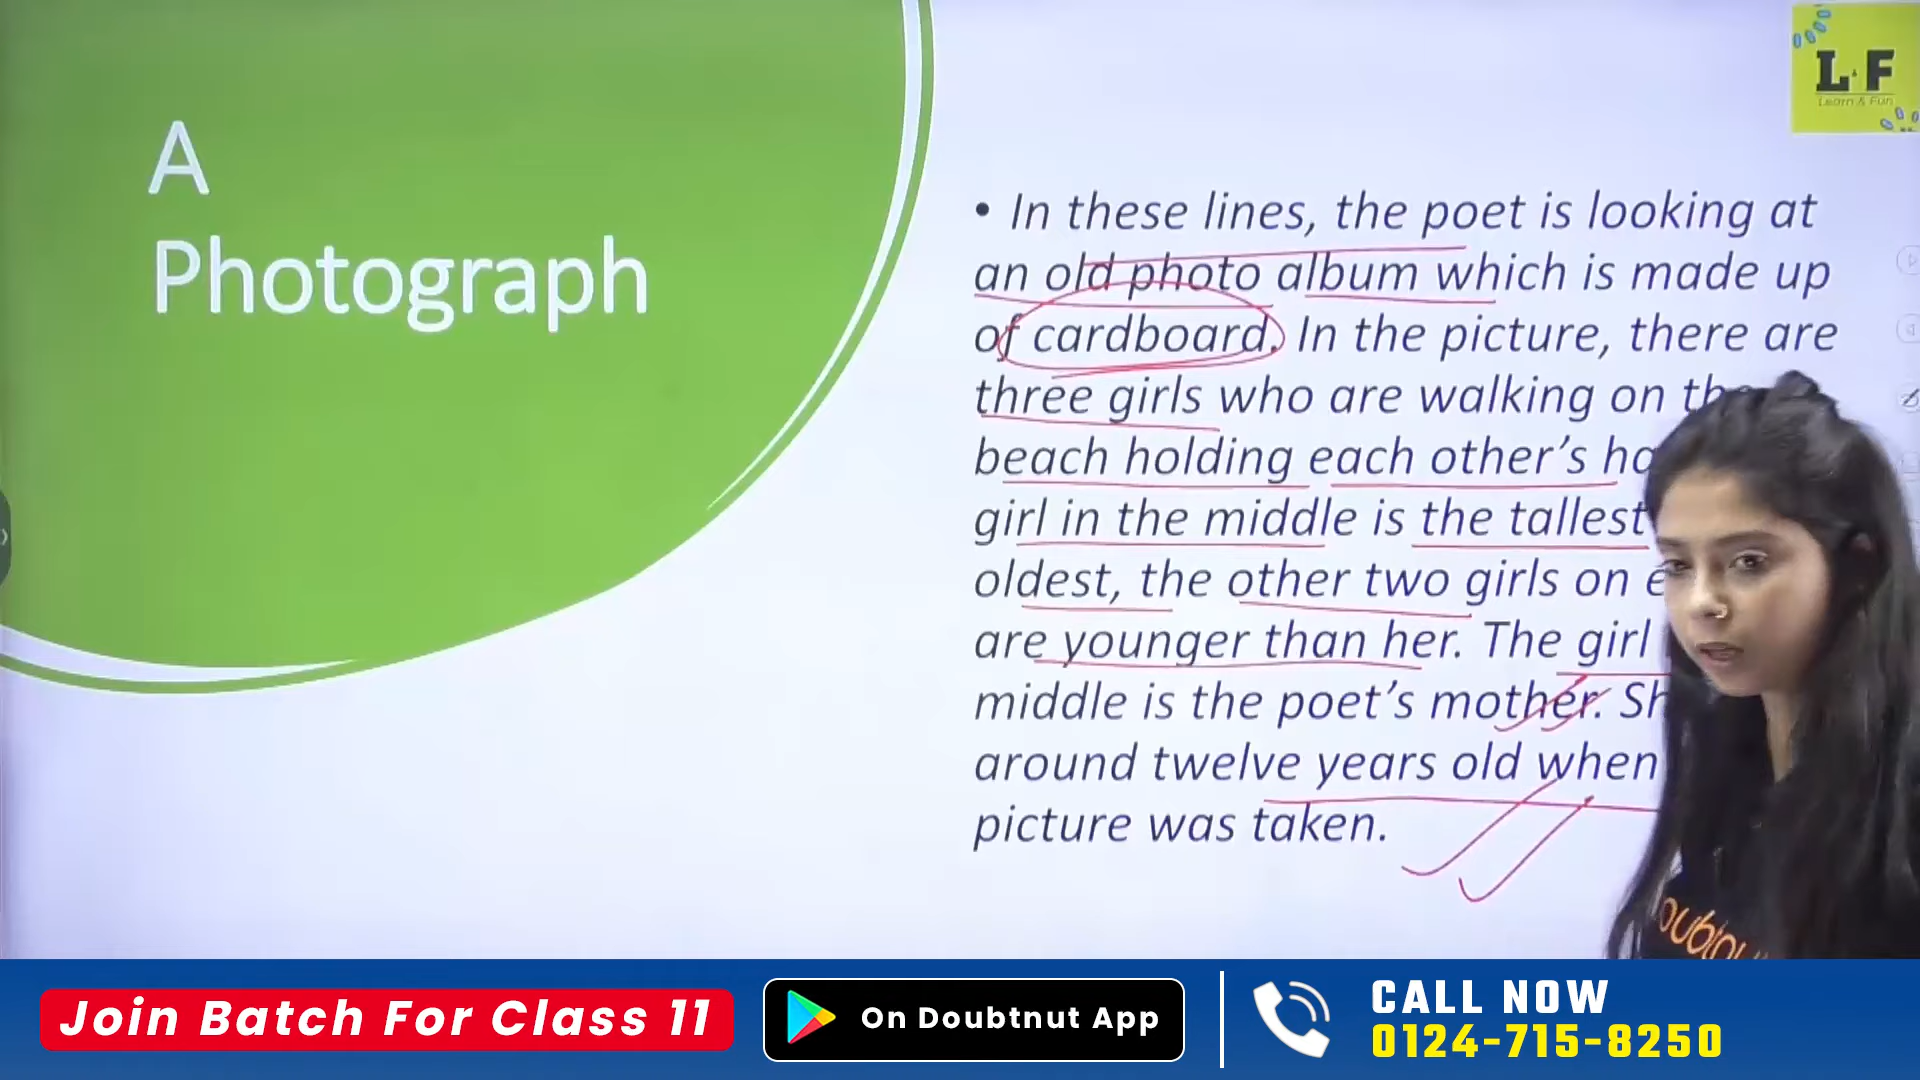 A
Photograph
L&F
Learn & Fun
• In these lines, the poet is looking at
an old photo album which is made up
of cardboard. In the picture, there are
three girls who are walking on
beach holding each other's
girl in the middle is the tallest
oldest, the other two girls on
are younger than her. The girl
middle is the poet's mother.
around twelve years old when
picture was taken.
Join Batch For Class 11
On Doubtnut App
CALL NOW
0124-715-8250